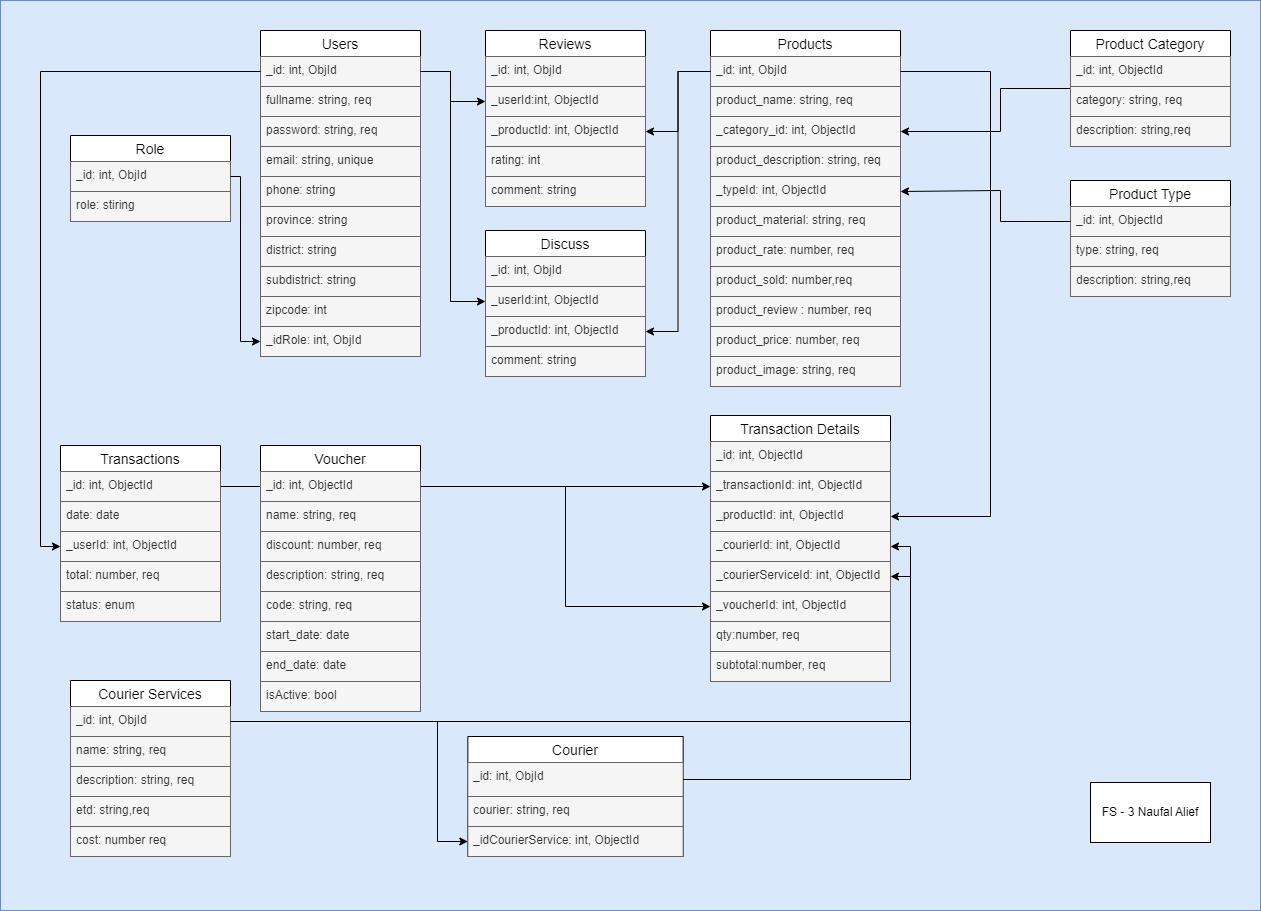 Users
_id: int, ObjId
fullname: string, req
password: string, req
email: string, unique
phone: string
province: string
district: string
subdistrict: string
zipcode: int
_idRole: int, ObjId
Reviews
_id: int, ObjId
_userId:int, ObjectId
_productId: int, ObjectId
rating: int
comment: string
Products
_id: int, ObjId
product_name: string, req
_category_id: int, ObjectId
product_description: string, req
_typeId: int, ObjectId
product_material: string, req
product_rate: number, req
product_sold: number,req
product_review : number, req
product_price: number, req
product_image: string, req
Product Category
_id: int, ObjectId
category: string, req
description: string,req
Role
_id: int, ObjId
role: stiring
Product Type
_id: int, ObjectId
type: string, req
description: string,req
Discuss
_id: int, ObjId
_userId:int, ObjectId
_productId: int, ObjectId
comment: string
Transactions
_id: int, ObjectId
date: date
_userId: int, ObjectId
total: number, req
status: enum
Voucher
_id: int, ObjectId
name: string, req
discount: number, req
description: string, req
code: string, req
start_date: date
end_date: date
isActive: bool
Transaction Details
_id: int, ObjectId
_transactionId: int, ObjectId
_productId: int, ObjectId
_courierId: int, ObjectId
_courierServiceId: int, ObjectId
_voucherId: int, ObjectId
qty:number, req
subtotal:number, req
Courier Services
_id: int, ObjId
name: string, req
description: string, req
etd: string,req
cost: number req
Courier
_id: int, ObjId
courier: string, req
_idCourierService: int, ObjectId
FS - 3 Naufal Alief